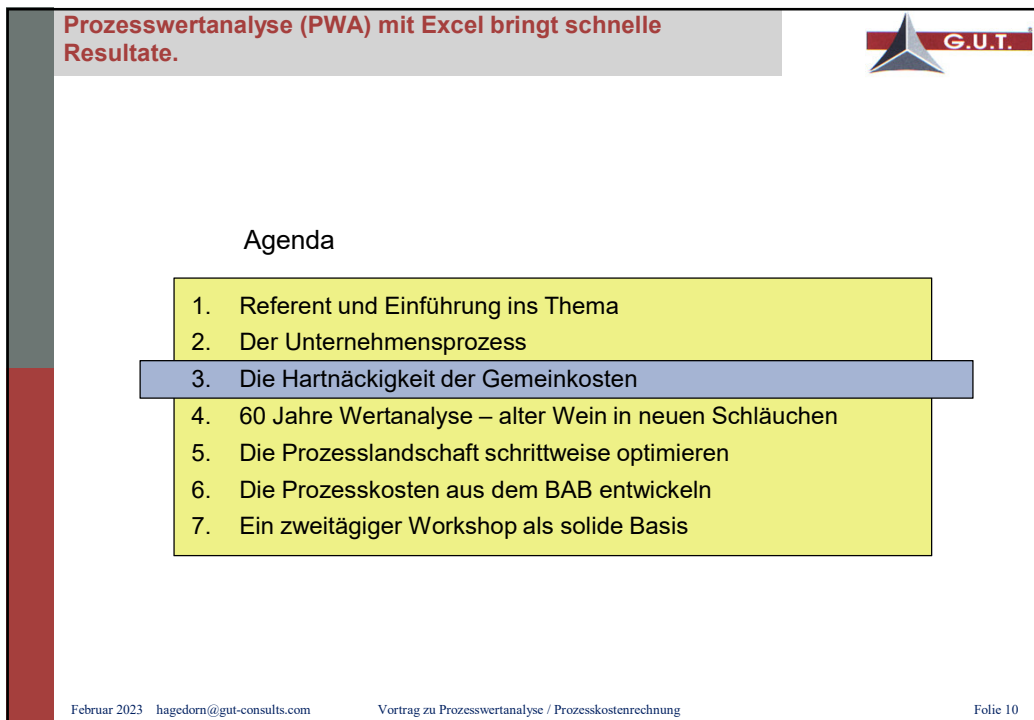 Prozesswertanalyse (PWA) mit Excel bringt schnelle
Resultate.
G.U.T.
Agenda
1. Referent und Einführung ins Thema
2. Der Unternehmensprozess
3. Die Hartnäckigkeit der Gemeinkosten
4. 60 Jahre Wertanalyse – alter Wein in neuen Schläuchen
5. Die Prozesslandschaft schrittweise optimieren
6. Die Prozesskosten aus dem BAB entwickeln
7. Ein zweitägiger Workshop als solide Basis
Februar 2023 hagedorn@gut-consults.com Vortrag zu Prozesswertanalyse / Prozesskostenrechnung Folie 10